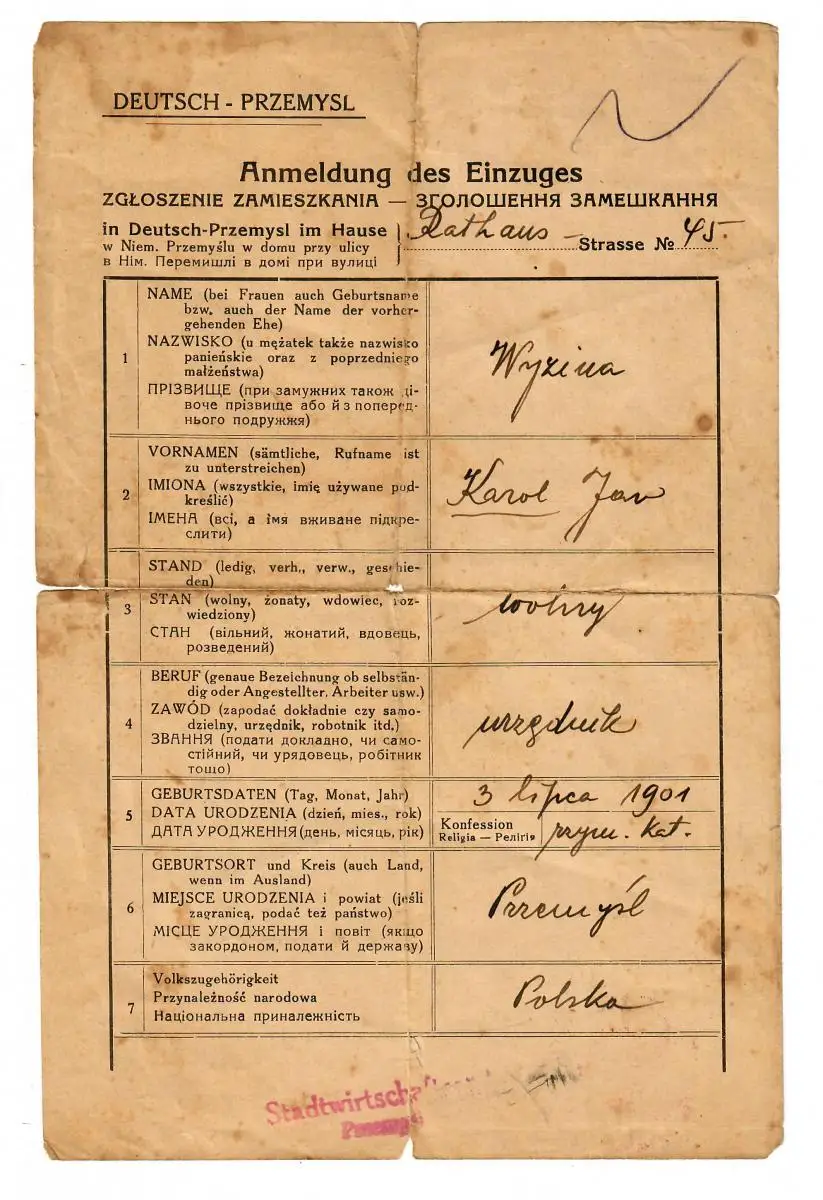 DEUTSCH - PRZEMYSL
Anmeldung des Einzuges
ZGŁOSZENIE ZAMIESZKANIA — ЗГОЛОШЕННЯ ЗАМЕШКАННЯ
in Deutsch-Przemysl im Hause
w Niem. Przemyślu w domu przy ulicy
в Нім. Перемишлі в домі при вулиці
Rathaus - Strasse № 45.
1
NAME (bei Frauen auch Geburtsname
bzw. auch der Name der vorher-
gehenden Ehe)
NAZWISKO (u mężatek także nazwisko
panieńskie oraz z poprzedniego
małżeństwa)
ПРІЗВИЩЕ (при замужних також ді-
воче прізвище або й з поперед-
нього подружжя)
Wyzina
2
VORNAMEN (sämtliche, Rufname ist
zu unterstreichen)
IMIONA (wszystkie, imię używane pod-
kreślić)
ІМЕНА (всі, а імя вживане підкре-
слити)
Karol Jan
3
STAND (ledig, verh., verw., geschie-
den)
STAN (wolny, żonaty, wdowiec, roz-
wiedziony)
СТАН (вільний, жонатий, вдовець,
розведений)
wolny
4
BERUF (genaue Bezeichnung ob selbstän-
dig oder Angestellter, Arbeiter usw.)
ZAWÓD (zapodać dokładnie czy samo-
dzielny, urzędnik, robotnik itd.)
ЗВАННЯ (подати докладно, чи само-
стійний, чи урядовець, робітник
тощо)
urzędnik
5
GEBURTSDATEN (Tag, Monat, Jahr)
DATA URODZENIA (dzień, mies., rok)
ДАТА УРОДЖЕННЯ (день, місяць, рік)
3 lipca 1901
Konfession
Religia — Релігія
rzym. Kat.
6
GEBURTSORT und Kreis (auch Land,
wenn im Ausland)
MIEJSCE URODZENIA i powiat (jeśli
zagranicą, podać też państwo)
МІСЦЕ УРОДЖЕННЯ і повіт (якщо
закордоном, подати й державу)
Przemyśl
7
Volkszugehörigkeit
Przynależność narodowa
Національна приналежність
Polska